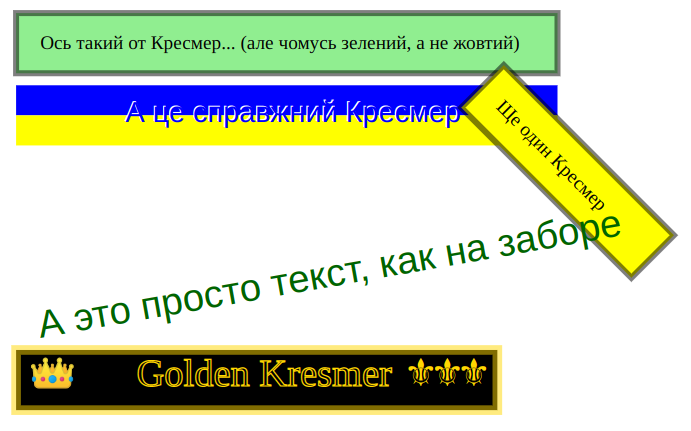 Ось такий от Кресмер... (але чомусь зелений, а не жовтий)
А це справжний Кресмер
Ще один Кресмер
А это просто текст, как на заборе
👑 Golden Kresmer ⚜⚜⚜